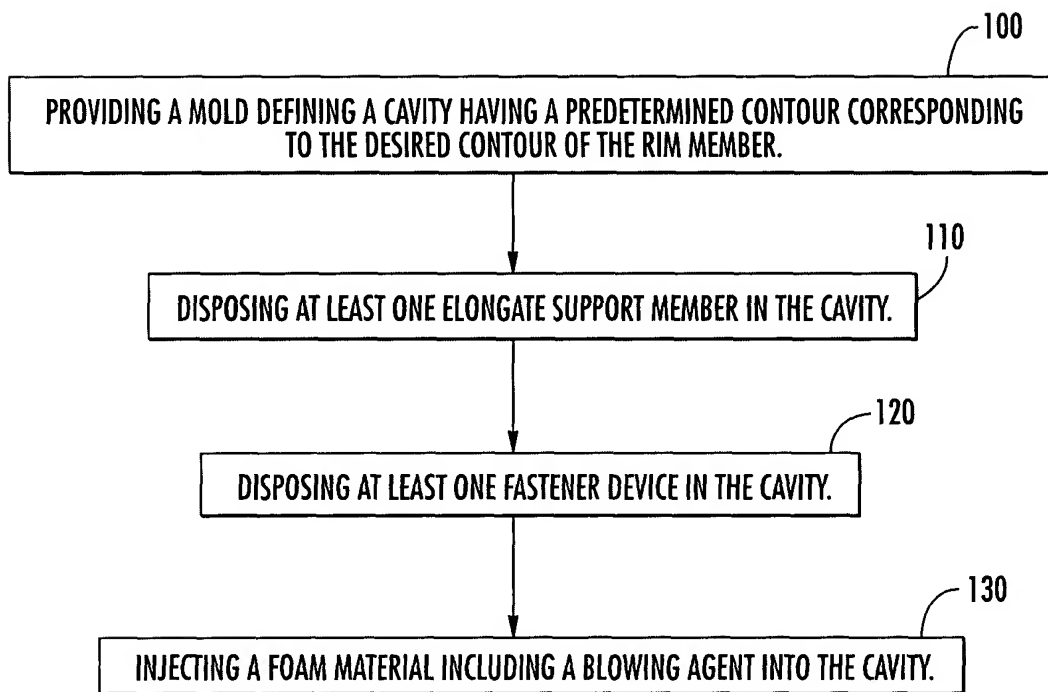 100
PROVIDING A MOLD DEFINING A CAVITY HAVING A PREDETERMINED CONTOUR CORRESPONDING
TO THE DESIRED CONTOUR OF THE RIM MEMBER.
110
DISPOSING AT LEAST ONE ELONGATE SUPPORT MEMBER IN THE CAVITY.
120
DISPOSING AT LEAST ONE FASTENER DEVICE IN THE CAVITY.
130
INJECTING A FOAM MATERIAL INCLUDING A BLOWING AGENT INTO THE CAVITY.